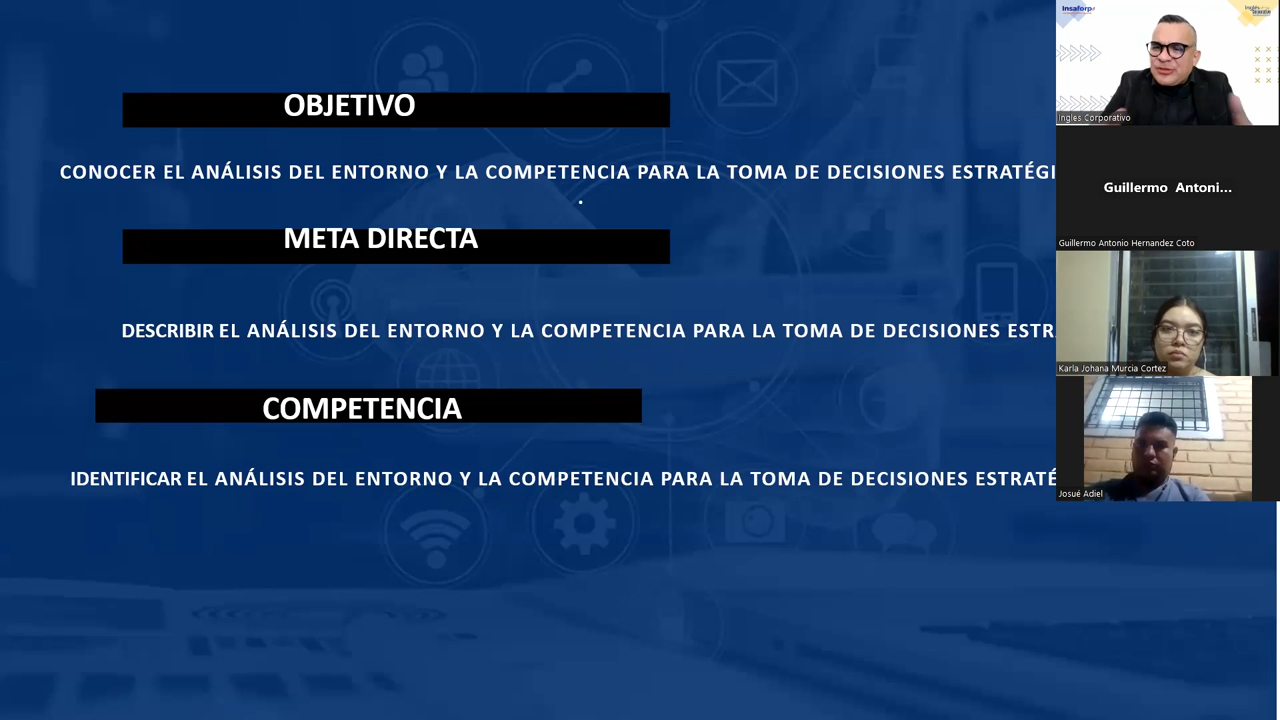 OBJETIVO
CONOCER EL ANÁLISIS DEL ENTORNO Y LA COMPETENCIA PARA LA TOMA DE DECISIONES ESTRATÉGI
.
META DIRECTA
DESCRIBIR EL ANÁLISIS DEL ENTORNO Y LA COMPETENCIA PARA LA TOMA DE DECISIONES ESTR
COMPETENCIA
IDENTIFICAR EL ANÁLISIS DEL ENTORNO Y LA COMPETENCIA PARA LA TOMA DE DECISIONES ESTRATÉ
Insaforp
Ingles Corporativo
Guillermo Antoni...
Guillermo Antonio Hernandez Coto
Karla Johana Murcia Cortez
Josué Adiel